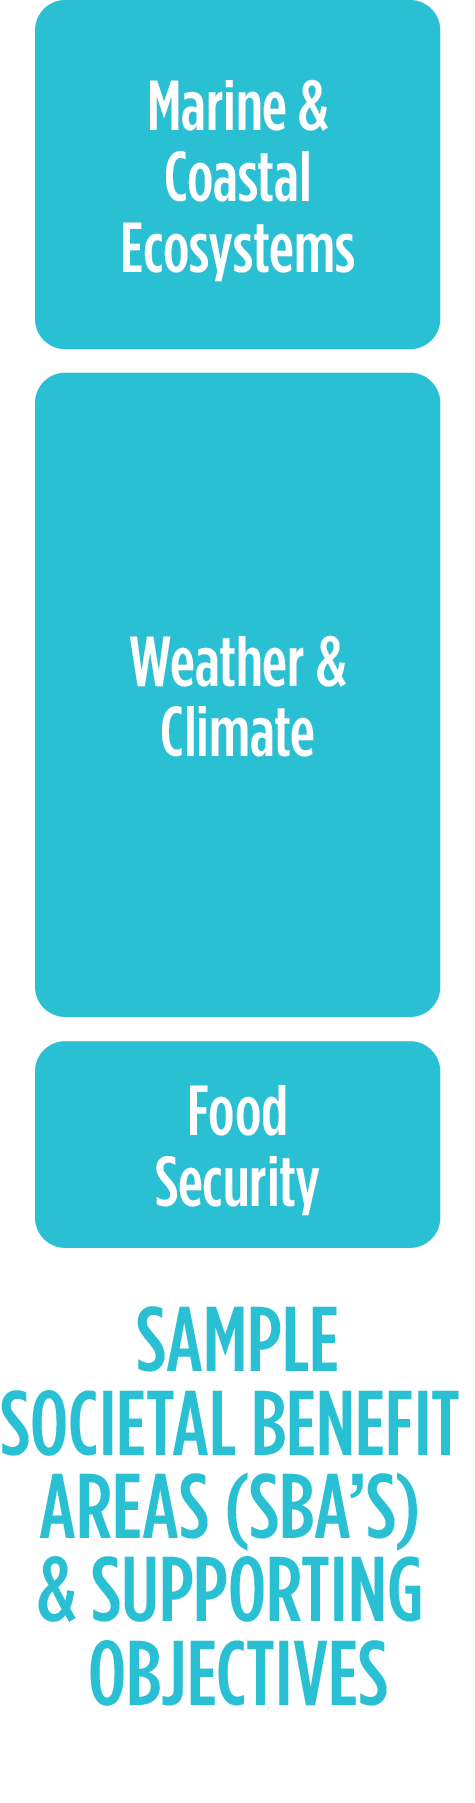 Marine &
Coastal
Ecosystems
Weather &
Climate
Food
Security
SAMPLE
SOCIETAL BENEFIT
AREAS (SBA’S)
& SUPPORTING
OBJECTIVES